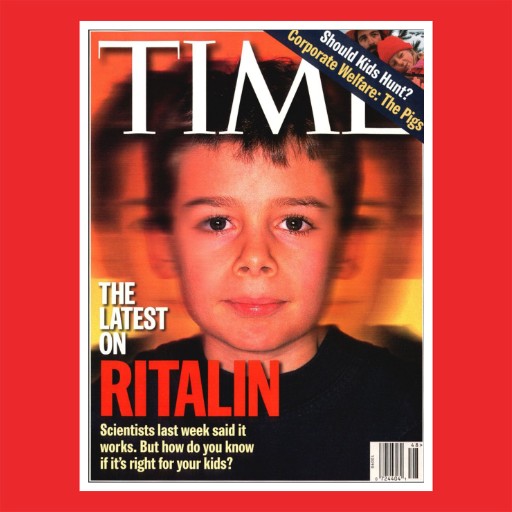 TIME
Should Kids Hunt?
Corporate Welfare: The Pigs
THE
LATEST
ON
RITALIN
Scientists last week said it
works. But how do you know
if it's right for your kids?
48>